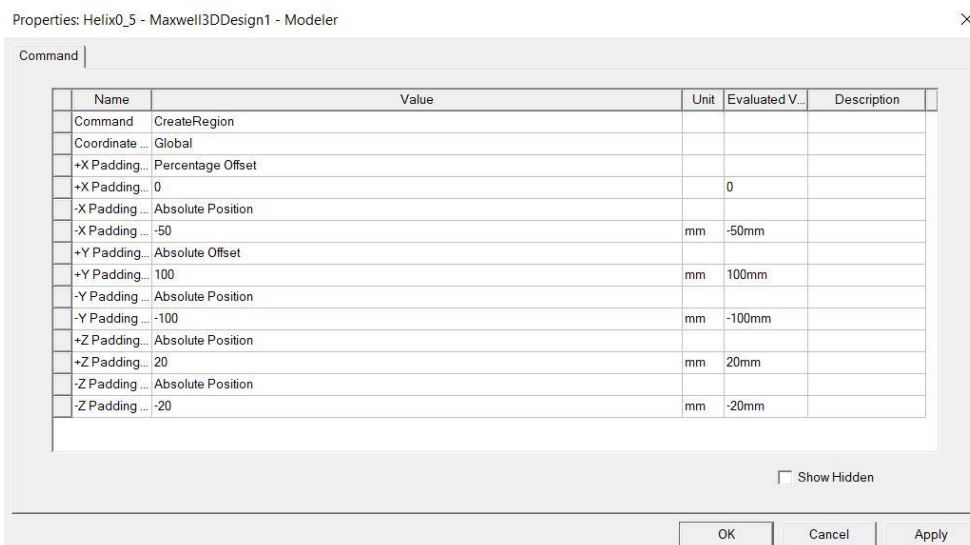 Properties: Helix0_5 - Maxwell3DDesign1 - Modeler
Command
Name Value Unit Evaluated V... Description
Command CreateRegion
Coordinate ... Global
+X Padding... Percentage Offset
+X Padding... 0 0
-X Padding ... Absolute Position
-X Padding ... -50 mm -50mm
+Y Padding... Absolute Offset
+Y Padding... 100 mm 100mm
-Y Padding ... Absolute Position
-Y Padding ... -100 mm -100mm
+Z Padding... Absolute Position
+Z Padding... 20 mm 20mm
-Z Padding ... Absolute Position
-Z Padding ... -20 mm -20mm
Show Hidden
OK Cancel Apply